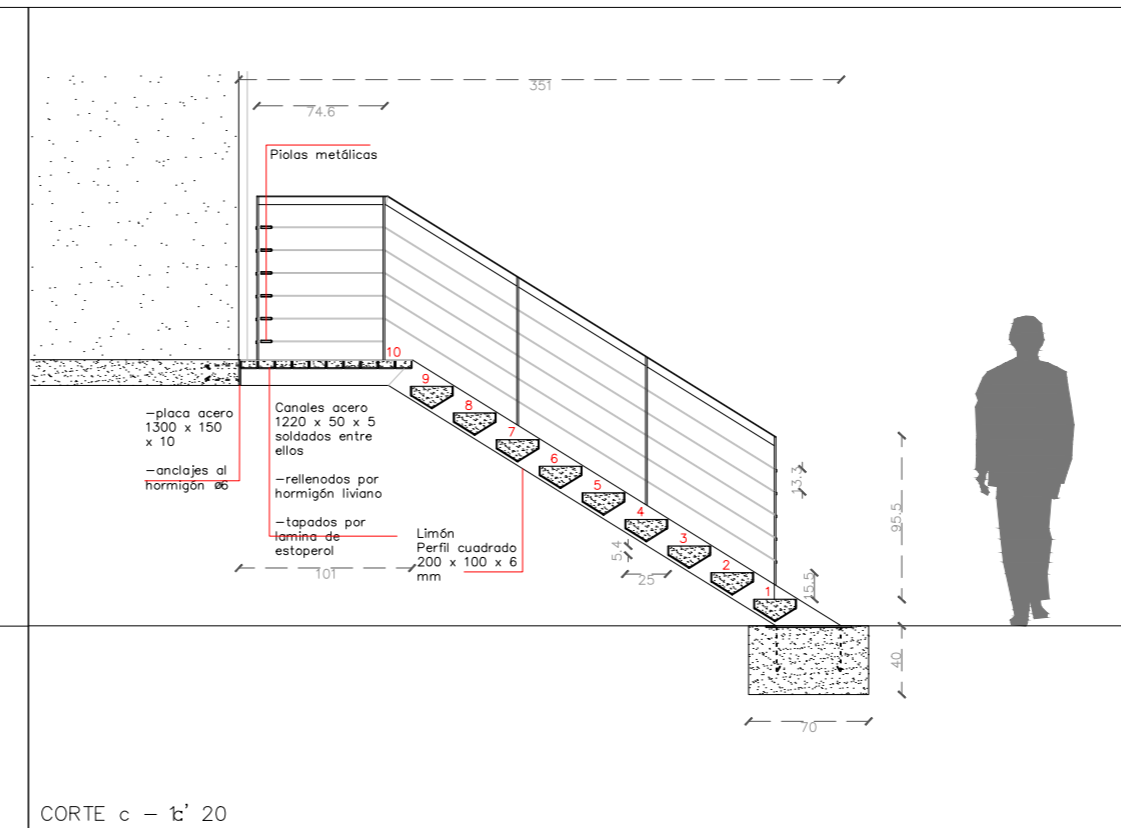 351
74.6
Piolas metálicas
10
9
8
7
6
5
4
3
2
1
—placa acero
1300 x 150
x 10
—anclajes al
hormigón ø6
Canales acero
1220 x 50 x 5
soldados entre
ellos
—rellenados por
hormigón liviano
—tapados por
lamina de
estoperol
101
Limón
Perfil cuadrado
200 x 100 x 6
mm
5.4
25
13.3
95.5
15.5
40
70
CORTE c – c' 20